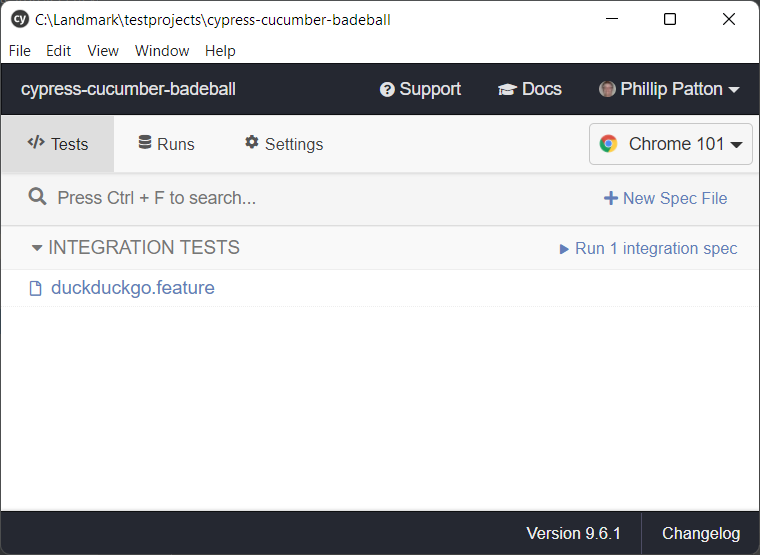 cy C:\Landmark\testprojects\cypress-cucumber-badeball
File Edit View Window Help
cypress-cucumber-badeball ? Support Docs Phillip Patton
</> Tests Runs Settings Chrome 101
Press Ctrl + F to search... + New Spec File
INTEGRATION TESTS Run 1 integration spec
duckduckgo.feature
Version 9.6.1 Changelog